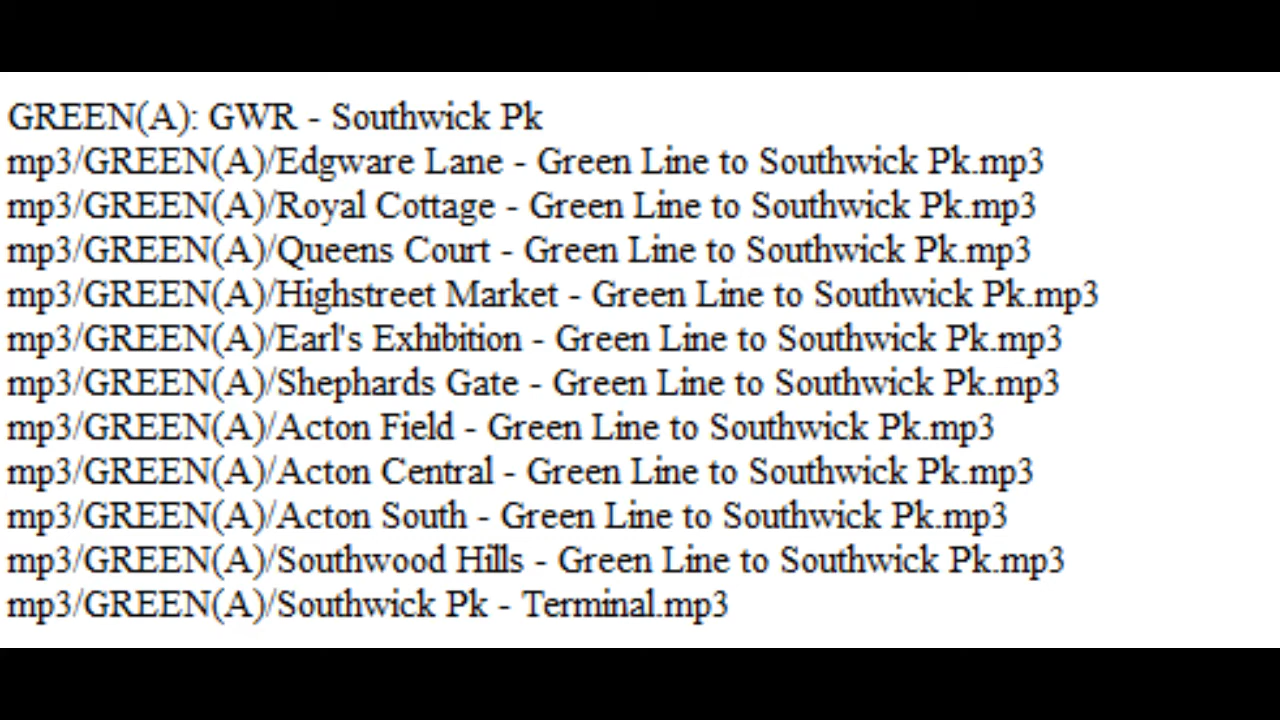 GREEN(A): GWR - Southwick Pk
mp3/GREEN(A)/Edgware Lane - Green Line to Southwick Pk.mp3
mp3/GREEN(A)/Royal Cottage - Green Line to Southwick Pk.mp3
mp3/GREEN(A)/Queens Court - Green Line to Southwick Pk.mp3
mp3/GREEN(A)/Highstreet Market - Green Line to Southwick Pk.mp3
mp3/GREEN(A)/Earl's Exhibition - Green Line to Southwick Pk.mp3
mp3/GREEN(A)/Shephards Gate - Green Line to Southwick Pk.mp3
mp3/GREEN(A)/Acton Field - Green Line to Southwick Pk.mp3
mp3/GREEN(A)/Acton Central - Green Line to Southwick Pk.mp3
mp3/GREEN(A)/Acton South - Green Line to Southwick Pk.mp3
mp3/GREEN(A)/Southwood Hills - Green Line to Southwick Pk.mp3
mp3/GREEN(A)/Southwick Pk - Terminal.mp3